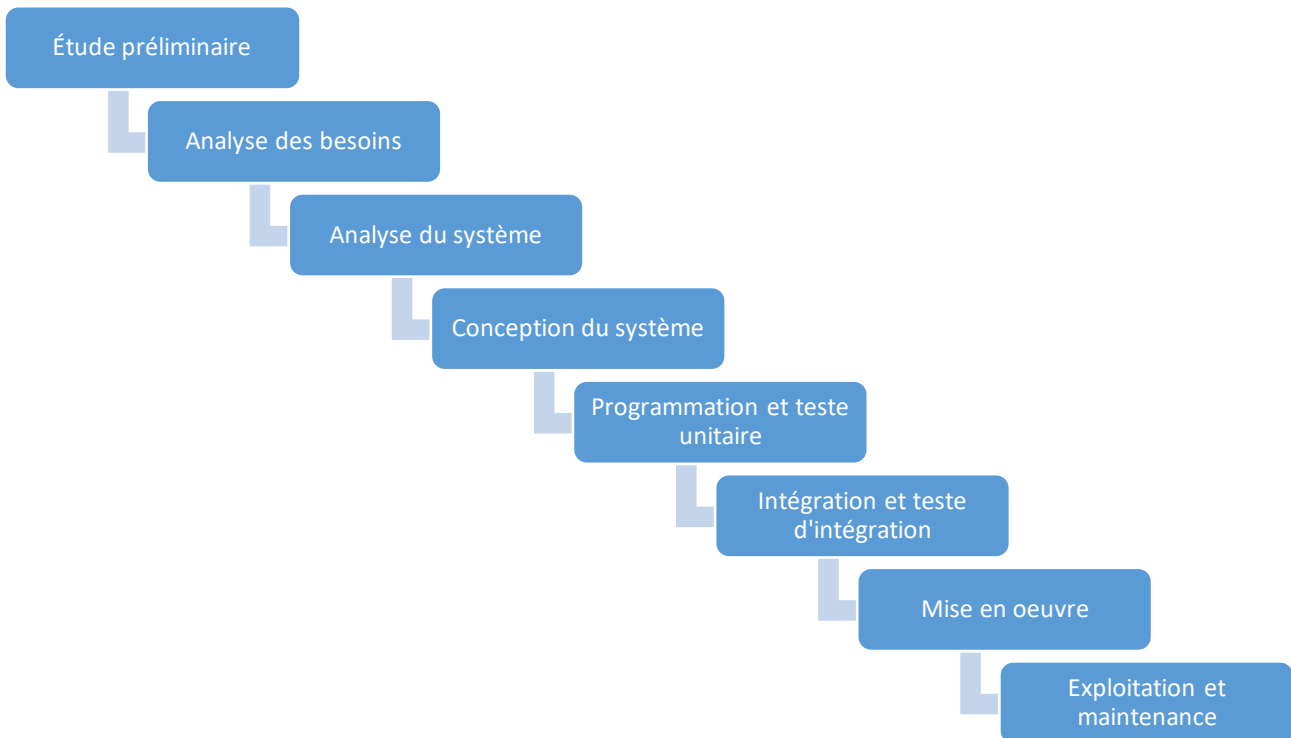 Étude préliminaire
Analyse des besoins
Analyse du système
Conception du système
Programmation et teste
unitaire
Intégration et teste
d'intégration
Mise en oeuvre
Exploitation et
maintenance